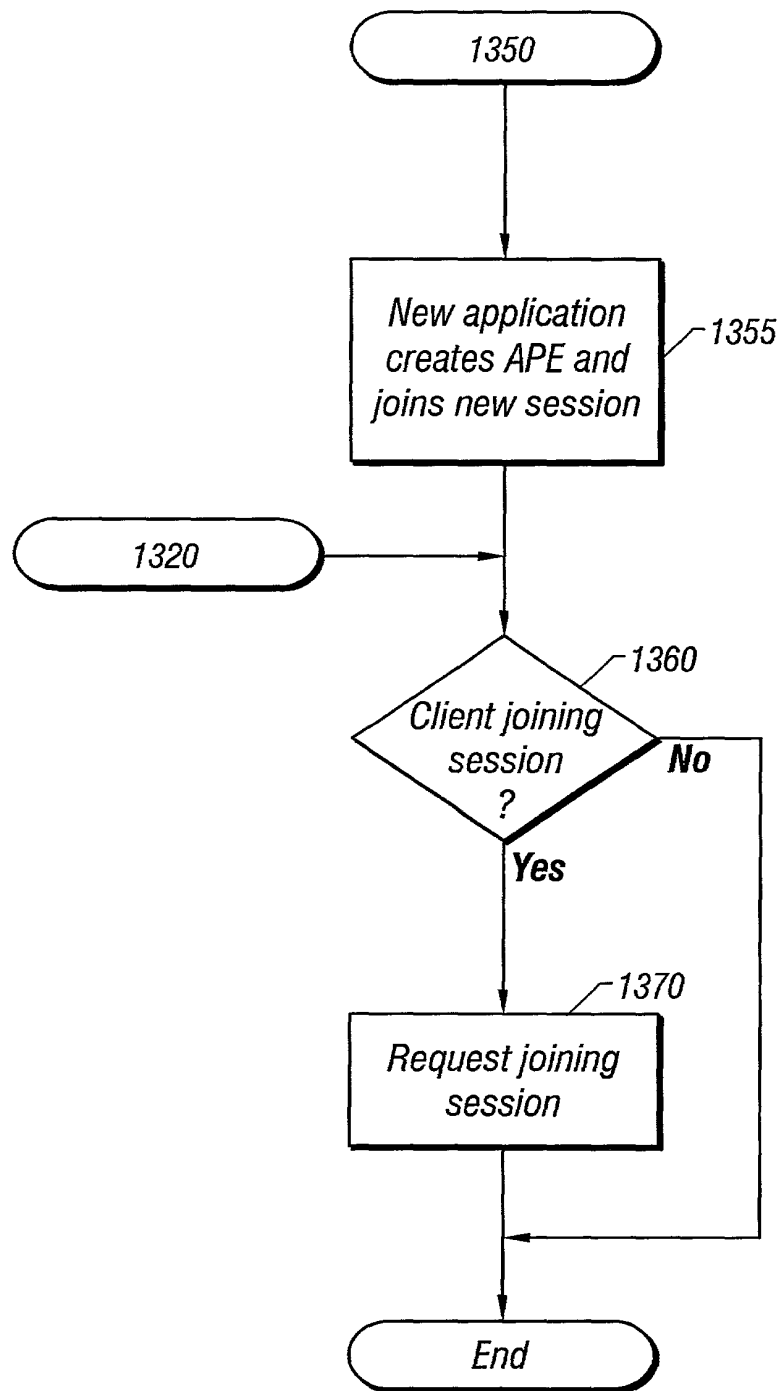 1350
New application
creates APE and
joins new session
1355
1320
1360
Client joining
session
?
No
Yes
1370
Request joining
session
End